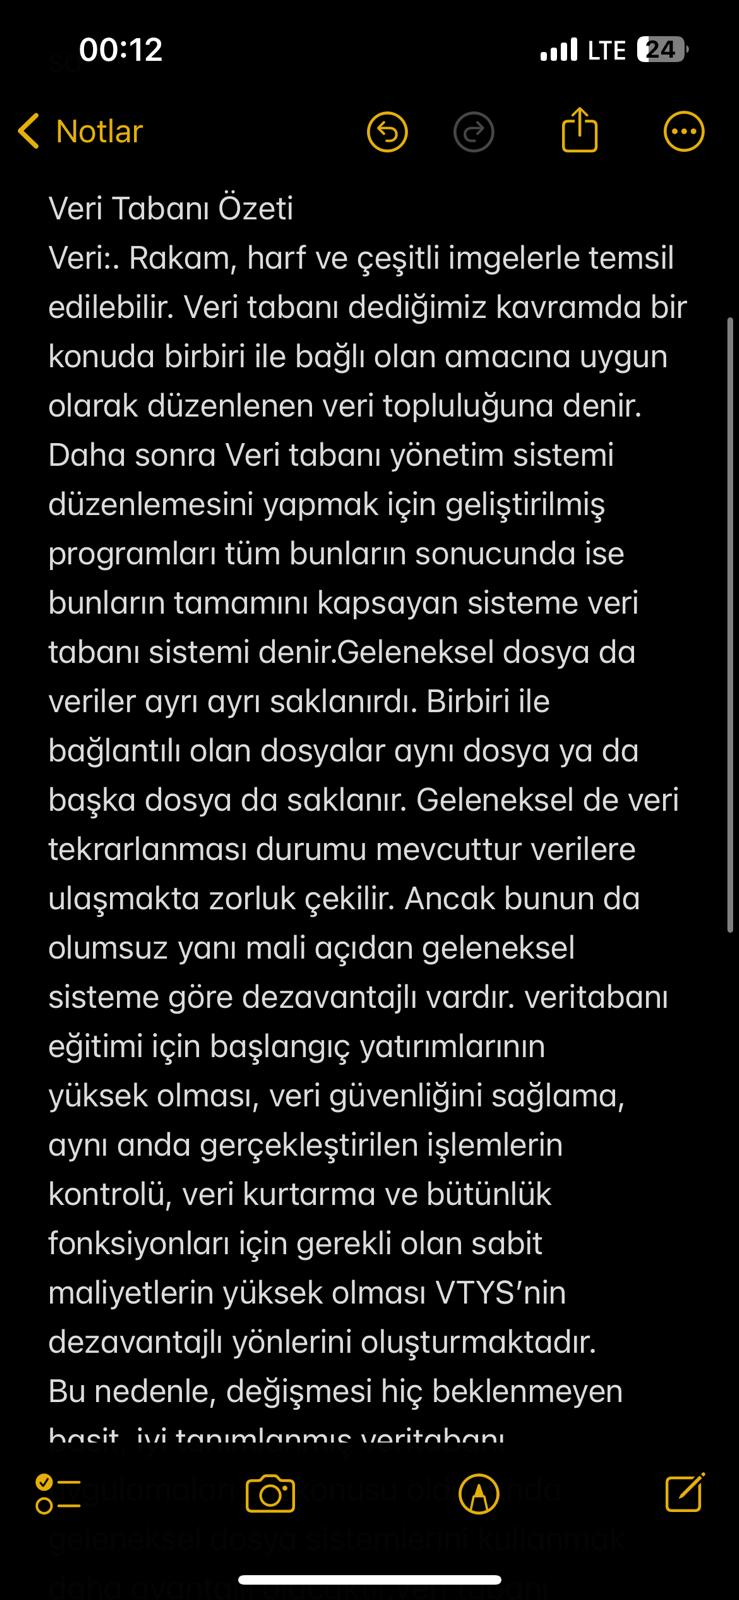 00:12
LTE 24
Notlar
Veri Tabanı Özeti
Veri:. Rakam, harf ve çeşitli imgelerle temsil
edilebilir. Veri tabanı dediğimiz kavramda bir
konuda birbiri ile bağlı olan amacına uygun
olarak düzenlenen veri topluluğuna denir.
Daha sonra Veri tabanı yönetim sistemi
düzenlemesini yapmak için geliştirilmiş
programları tüm bunların sonucunda ise
bunların tamamını kapsayan sisteme veri
tabanı sistemi denir.Geleneksel dosya da
veriler ayrı ayrı saklanırdı. Birbiri ile
bağlantılı olan dosyalar aynı dosya ya da
başka dosya da saklanır. Geleneksel de veri
tekrarlanması durumu mevcuttur verilere
ulaşmakta zorluk çekilir. Ancak bunun da
olumsuz yanı mali açıdan geleneksel
sisteme göre dezavantajlı vardır. veritabanı
eğitimi için başlangıç yatırımlarının
yüksek olması, veri güvenliğini sağlama,
aynı anda gerçekleştirilen işlemlerin
kontrolü, veri kurtarma ve bütünlük
fonksiyonları için gerekli olan sabit
maliyetlerin yüksek olması VTYS’nin
dezavantajlı yönlerini oluşturmaktadır.
Bu nedenle, değişmesi hiç beklenmeyen
basit, iyi tanımlanmış veritabanı
geleneksel dosya sistemlerini kullanmak